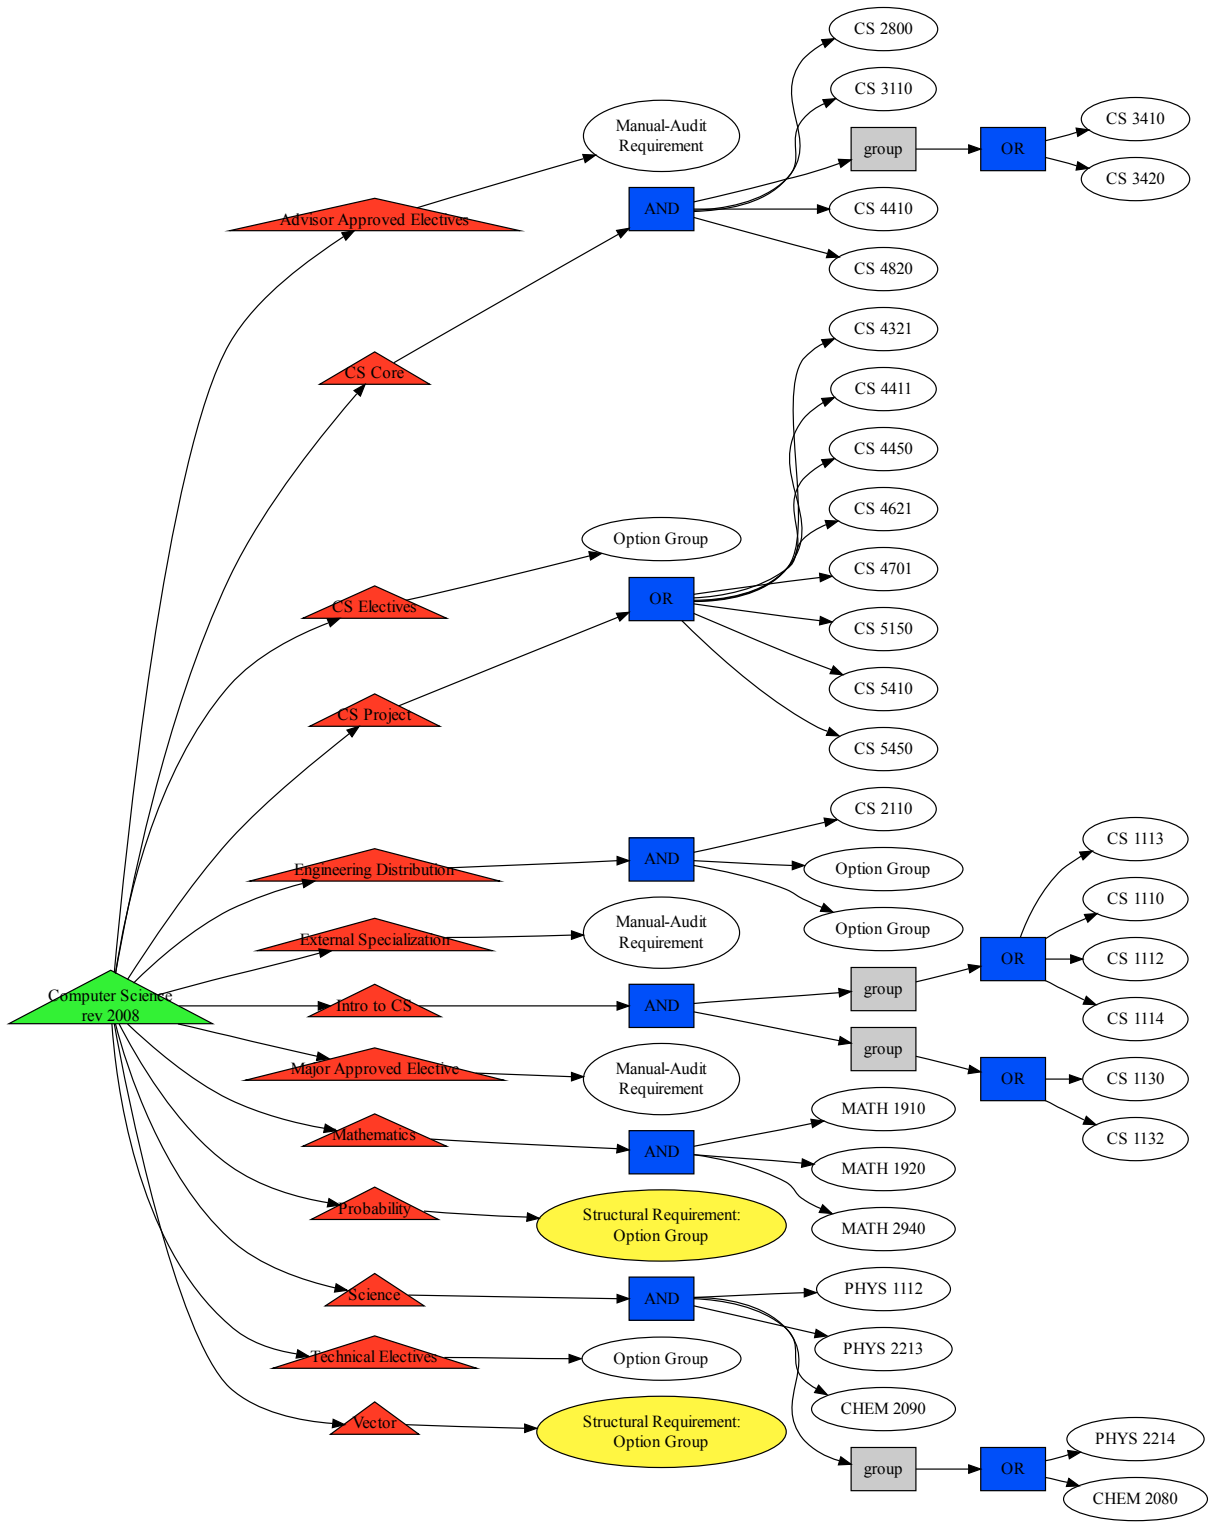 CS 2800
CS 3110
CS 3410
Manual-Audit
Requirement
group
OR
CS 3420
AND
CS 4410
Advisor Approved Electives
CS 4820
CS 4321
CS Core
CS 4411
CS 4450
CS 4621
Option Group
CS 4701
CS Electives
OR
CS 5150
CS 5410
CS Project
CS 5450
CS 2110
CS 1113
AND
Engineering Distribution
Option Group
CS 1110
Manual-Audit
Requirement
Option Group
External Specialization
OR
CS 1112
group
Computer Science
rev 2008
Intro to CS
AND
CS 1114
group
Major Approved Elective
Manual-Audit
Requirement
OR
CS 1130
MATH 1910
Mathematics
AND
CS 1132
MATH 1920
Probability
Structural Requirement:
Option Group
MATH 2940
PHYS 1112
Science
AND
PHYS 2213
Technical Electives
Option Group
CHEM 2090
Vector
Structural Requirement:
Option Group
PHYS 2214
group
OR
CHEM 2080